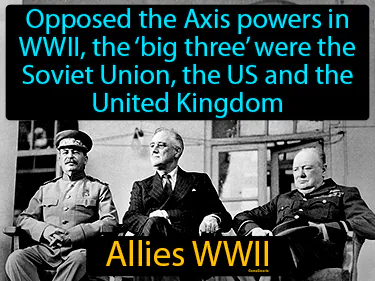 Opposed the Axis powers in
WWII, the ‘big three’ were the
Soviet Union, the US and the
United Kingdom
Allies WWII